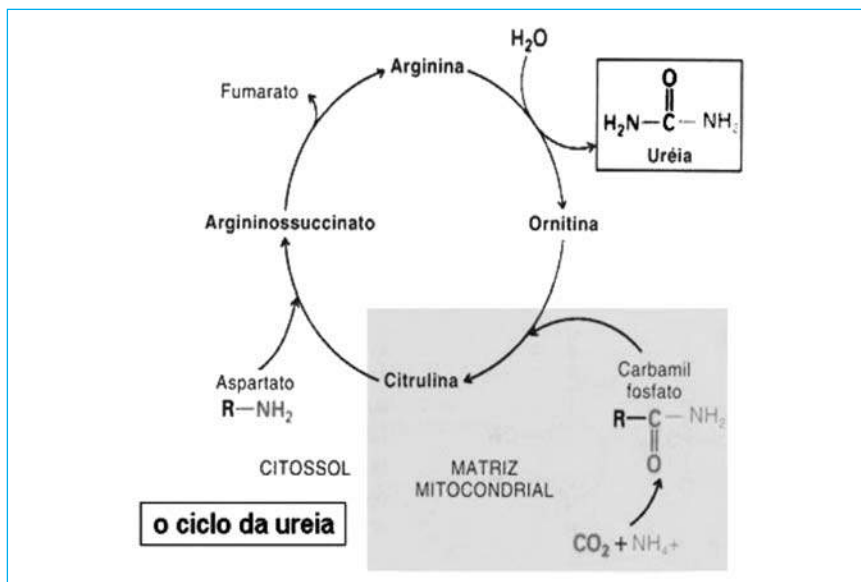 H₂O
Arginina
Fumarato
O
H₂N—C—NH₂
Uréia
Argininossuccinato
Ornitina
Aspartato
R—NH₂
Citrulina
Carbamil
fosfato
R—C—NH₂
O
CITOSSOL
MATRIZ
MITOCONDRIAL
CO₂ + NH₄+
o ciclo da ureia